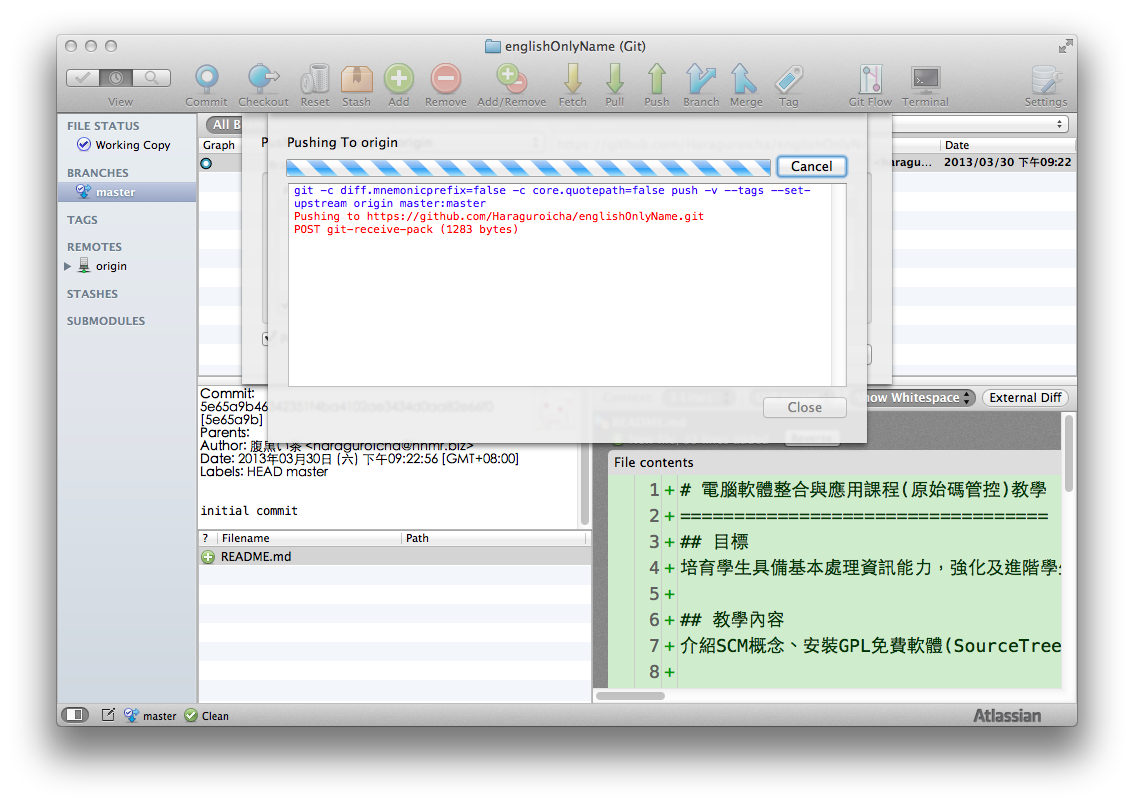 englishOnlyName (Git)
View
Commit
Checkout
Reset
Stash
Add
Remove
Add/Remove
Fetch
Pull
Push
Branch
Merge
Tag
Git Flow
Terminal
Settings
FILE STATUS
Working Copy
BRANCHES
master
TAGS
REMOTES
origin
STASHES
SUBMODULES
All B
Graph
Date
haragu... 2013/03/30 下午09:22
Pushing To origin
Cancel
git -c diff.mnemonicprefix=false -c core.quotepath=false push -v --tags --set-
upstream origin master:master
Pushing to https://github.com/Haraguroicha/englishOnlyName.git
POST git-receive-pack (1283 bytes)
Close
Commit:
[5e65a9b]
Parents:
Author: 腹黒い茶 <haraguroicha@hhmr.biz>
Date: 2013年03月30日 (六) 下午09:22:56 [GMT+08:00]
Labels: HEAD master
initial commit
? Filename Path
README.md
how Whitespace
External Diff
File contents
1 + # 電腦軟體整合與應用課程(原始碼管控)教學
2 + ==================================
3 + ## 目標
4 + 培育學生具備基本處理資訊能力，強化及進階學
5 +
6 + ## 教學內容
7 + 介紹SCM概念、安裝GPL免費軟體(SourceTree
8 +
master
Clean
Atlassian